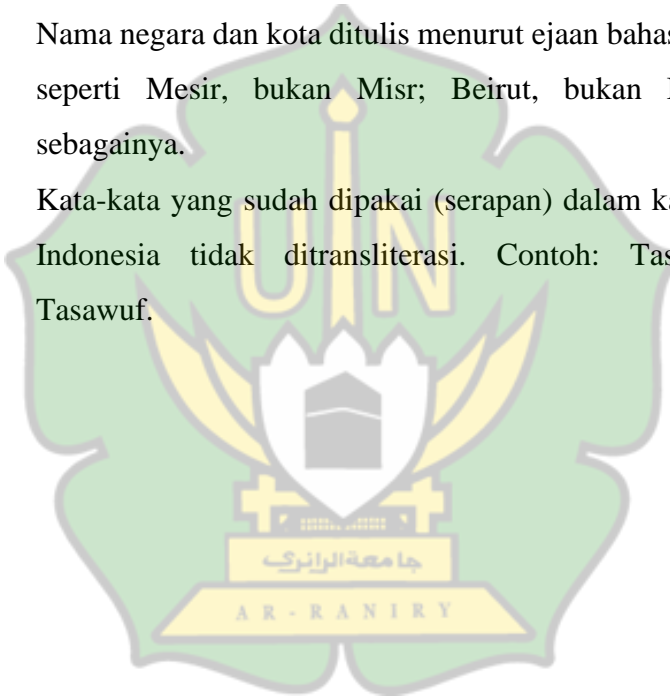 Nama negara dan kota ditulis menurut ejaan bahas
seperti Mesir, bukan Misr; Beirut, bukan
sebagainya.
Kata-kata yang sudah dipakai (serapan) dalam ka
Indonesia tidak ditransliterasi. Contoh: Tas
Tasawuf.
UIN
جامعة الرانري
AR-RANIRY